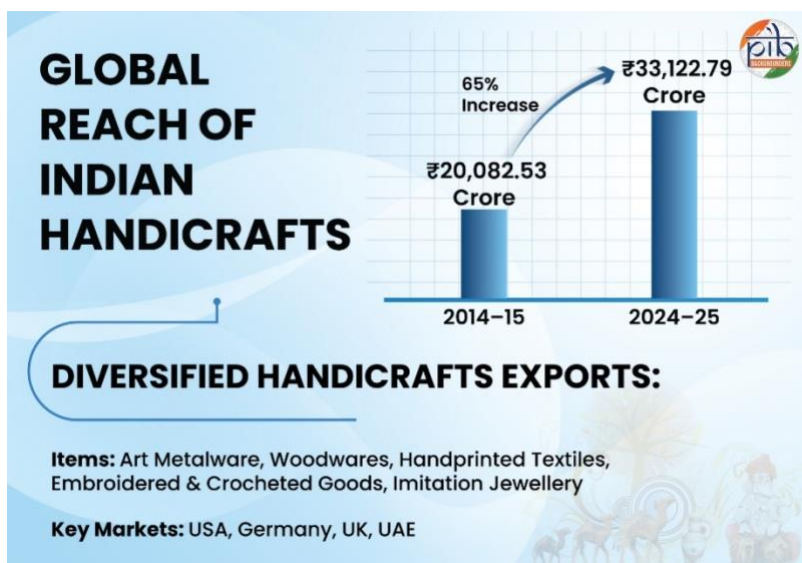 GLOBAL
REACH OF
INDIAN
HANDICRAFTS
65%
Increase
₹20,082.53
Crore
₹33,122.79
Crore
2014–15
2024–25
pib
BACKGROUNDERS
DIVERSIFIED HANDICRAFTS EXPORTS:
Items: Art Metalware, Woodwares, Handprinted Textiles,
Embroidered & Crocheted Goods, Imitation Jewellery
Key Markets: USA, Germany, UK, UAE